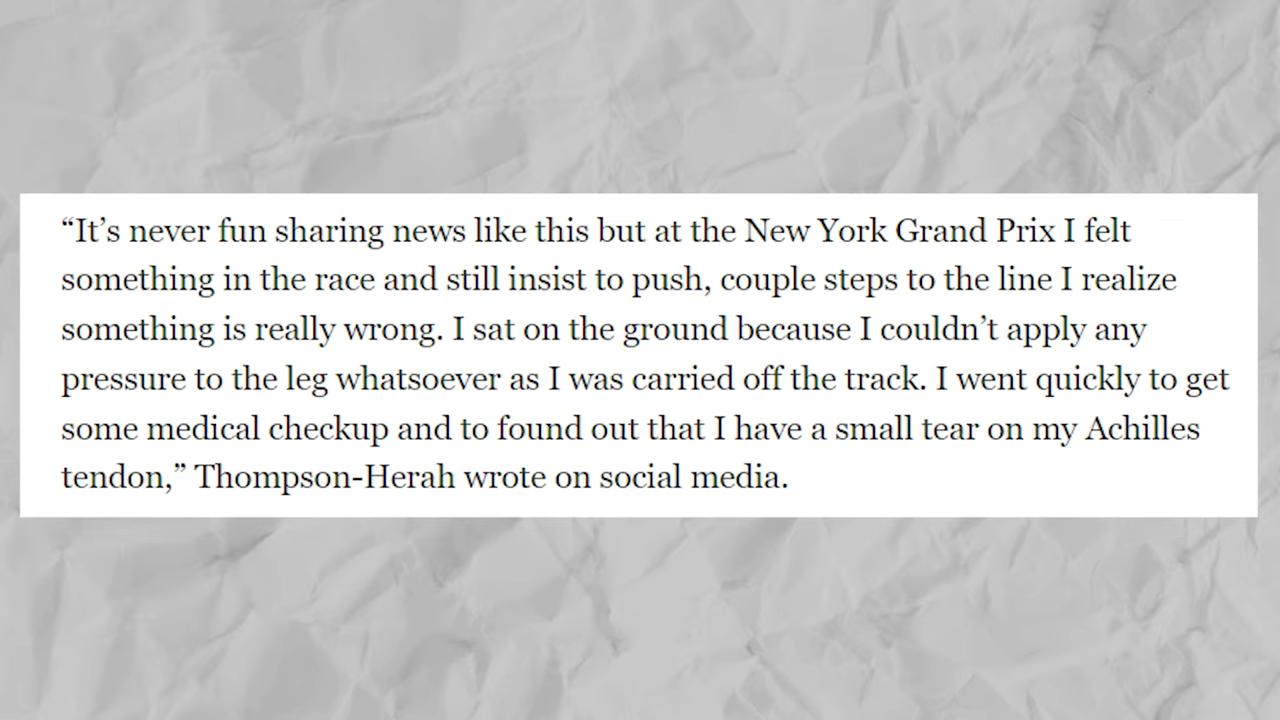 “It’s never fun sharing news like this but at the New York Grand Prix I felt
something in the race and still insist to push, couple steps to the line I realize
something is really wrong. I sat on the ground because I couldn’t apply any
pressure to the leg whatsoever as I was carried off the track. I went quickly to get
some medical checkup and to found out that I have a small tear on my Achilles
tendon,” Thompson-Herah wrote on social media.